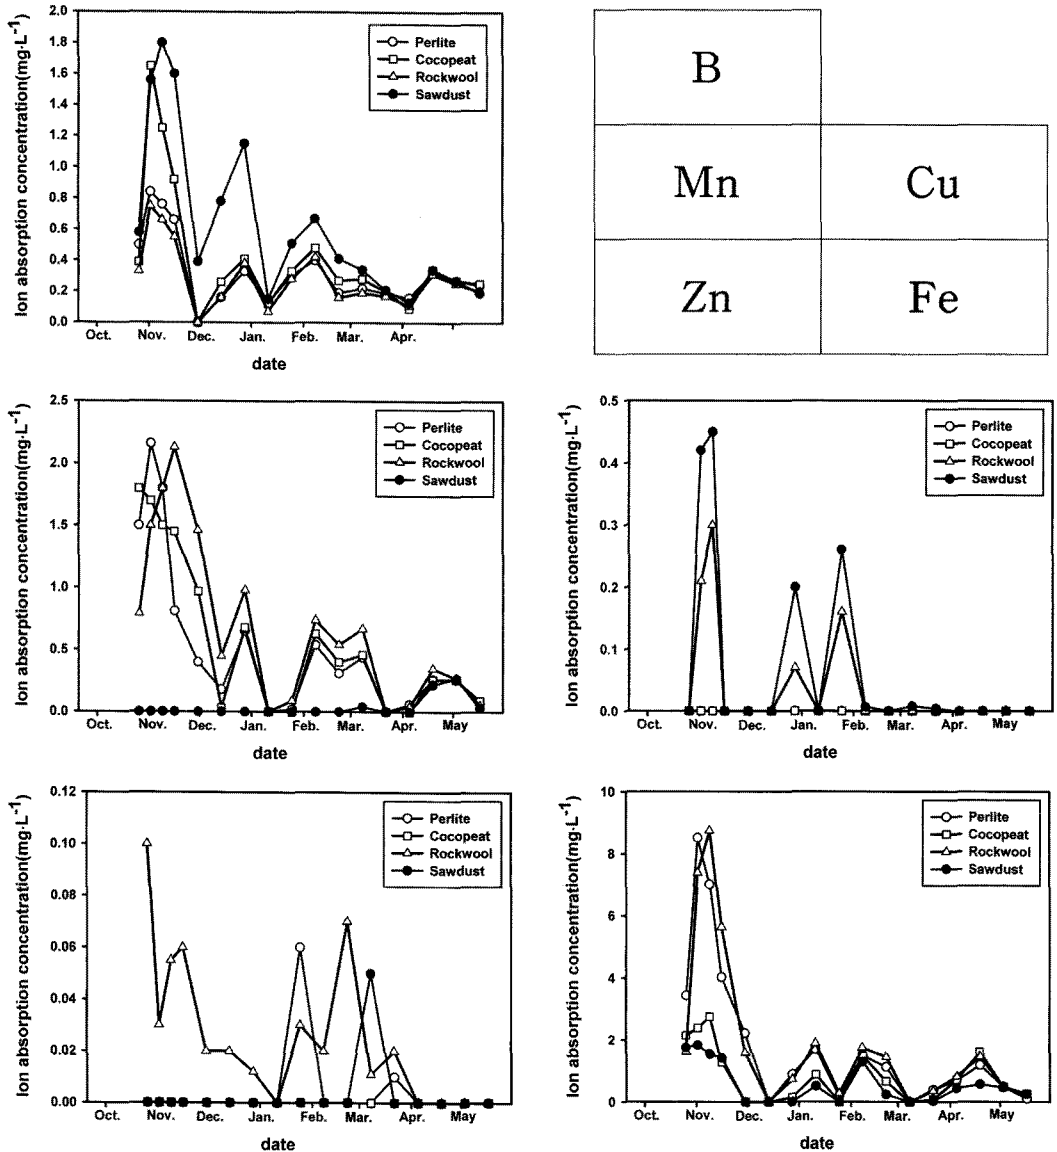 Ion absorption concentration(mg·L-1)
2.0
1.8
1.6
1.4
1.2
1.0
0.8
0.6
0.4
0.2
0.0
Perlite
Cocopeat
Rockwool
Sawdust
Oct. Nov. Dec. Jan. Feb. Mar. Apr.
date
B
Mn Cu
Zn Fe
Ion absorption concentration(mg·L-1)
2.5
2.0
1.5
1.0
0.5
0.0
Perlite
Cocopeat
Rockwool
Sawdust
Oct. Nov. Dec. Jan. Feb. Mar. Apr. May
date
Ion absorption concentration(mg·L-1)
0.5
0.4
0.3
0.2
0.1
0.0
Perlite
Cocopeat
Rockwool
Sawdust
Oct. Nov. Dec. Jan. Feb. Mar. Apr. May
date
Ion absorption concentration(mg·L-1)
0.12
0.10
0.08
0.06
0.04
0.02
0.00
Perlite
Cocopeat
Rockwool
Sawdust
Oct. Nov. Dec. Jan. Feb. Mar. Apr. May
date
Ion absorption concentration(mg·L-1)
10
8
6
4
2
0
Perlite
Cocopeat
Rockwool
Sawdust
Oct. Nov. Dec. Jan. Feb. Mar. Apr. May
date